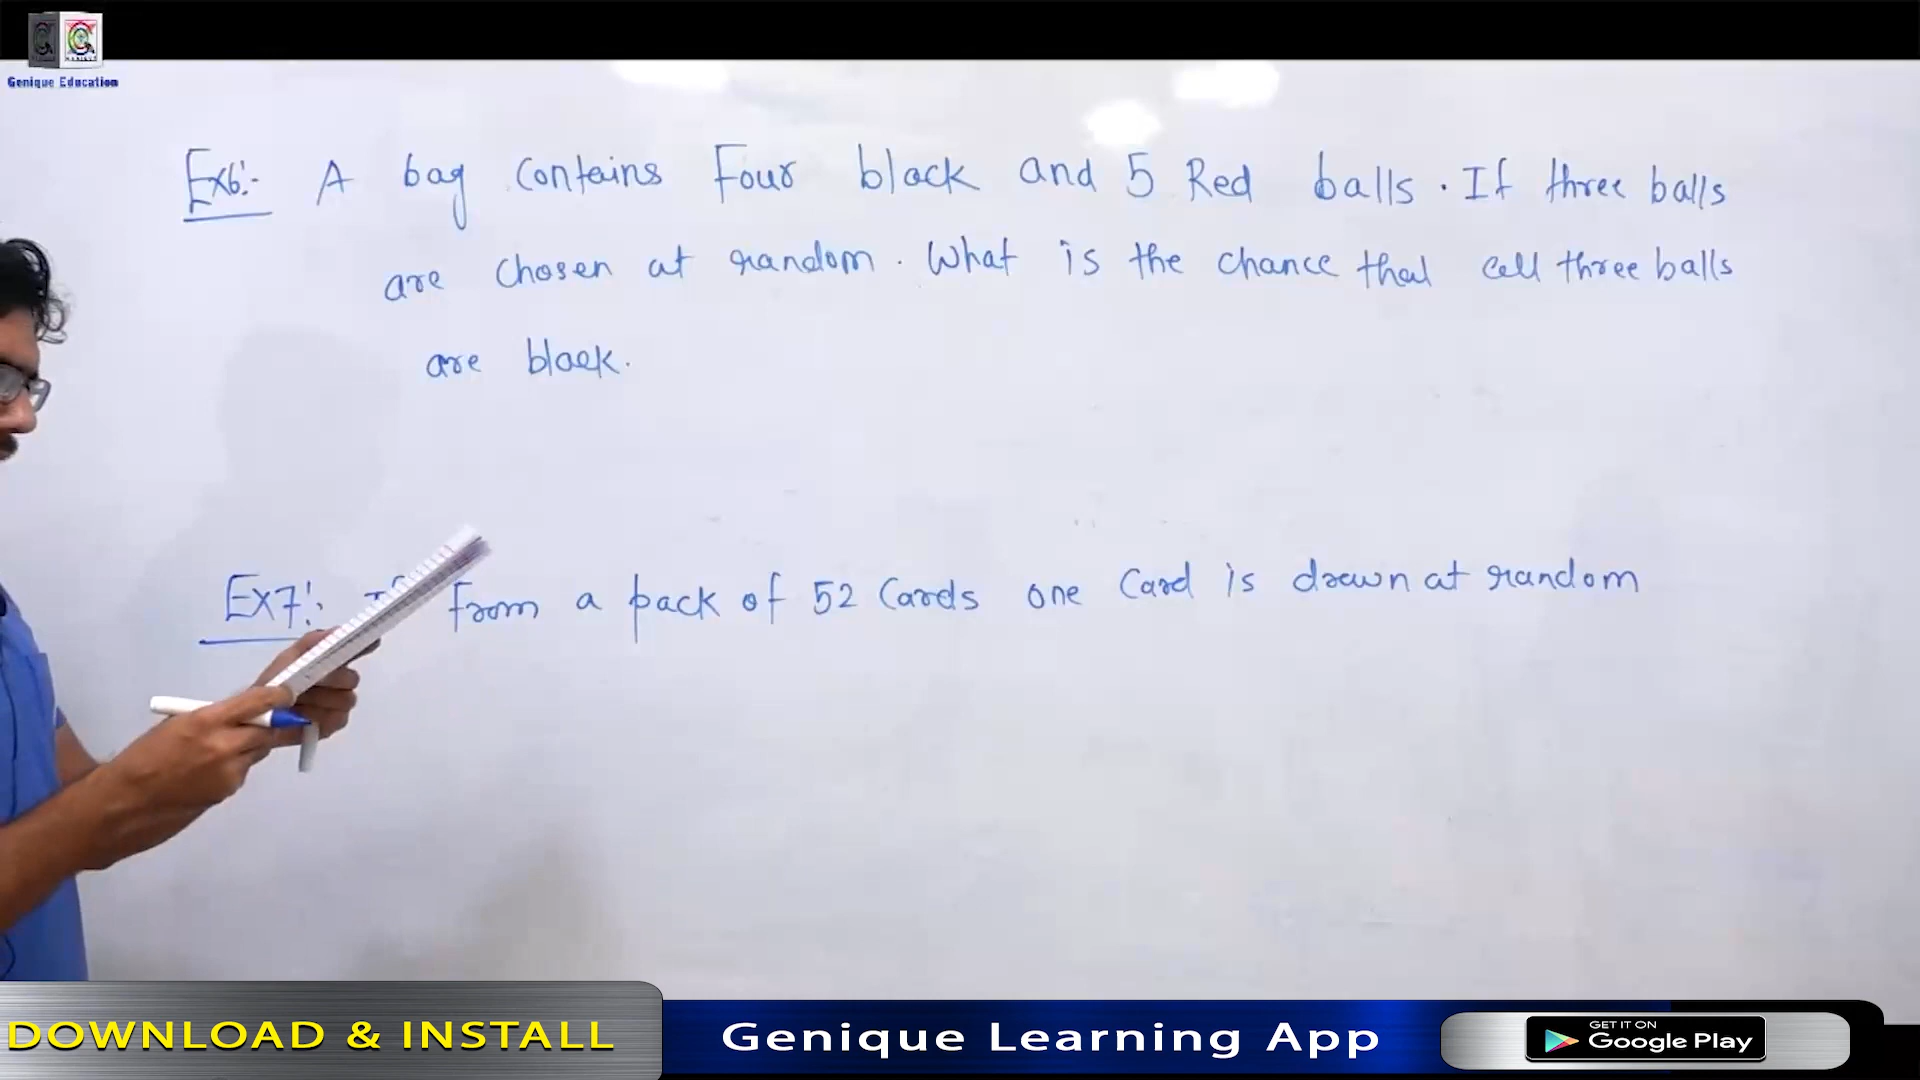 Genique Education
Ex6:- A bag contains Four black and 5 Red balls. If three balls
are chosen at random. What is the chance that all three balls
are black.
Ex7:- from a pack of 52 Cards one Card is drawn at random
DOWNLOAD & INSTALL
Genique Learning App
GET IT ON
Google Play